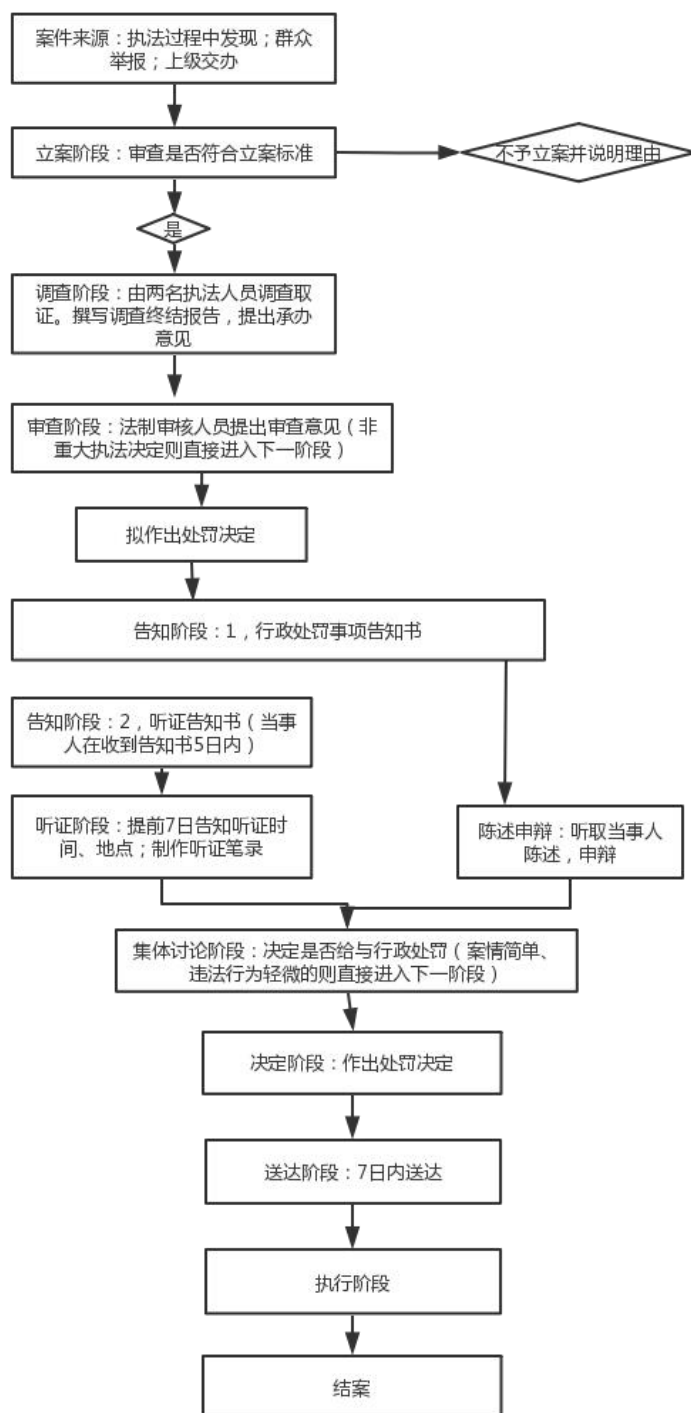 案件来源：执法过程中发现；群众
举报；上级交办
立案阶段：审查是否符合立案标准
不予立案并说明理由
是
调查阶段：由两名执法人员调查取
证。撰写调查终结报告，提出承办
意见
审查阶段：法制审核人员提出审查意见（非
重大执法决定则直接进入下一阶段）
拟作出处罚决定
告知阶段：1，行政处罚事项告知书
告知阶段：2，听证告知书（当事
人在收到告知书5日内）
听证阶段：提前7日告知听证时
间、地点；制作听证笔录
陈述申辩：听取当事人
陈述，申辩
集体讨论阶段：决定是否给与行政处罚（案情简单、
违法行为轻微的则直接进入下一阶段）
决定阶段：作出处罚决定
送达阶段：7日内送达
执行阶段
结案